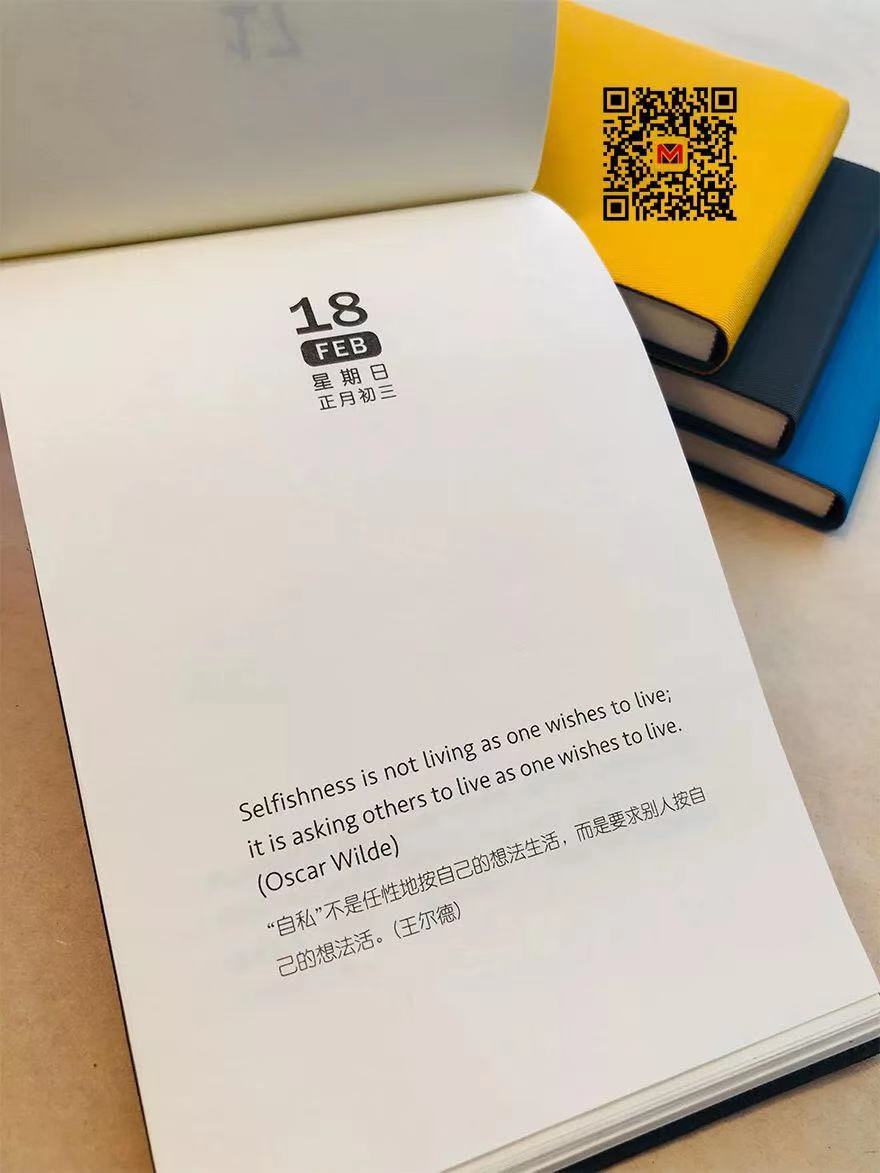 18
FEB
星期日
正月初三
Selfishness is not living as one wishes to live;
it is asking others to live as one wishes to live.
(Oscar Wilde)
“自私”不是任性地按自己的想法生活，而是要求别人按自
己的想法活。(王尔德)
17
M